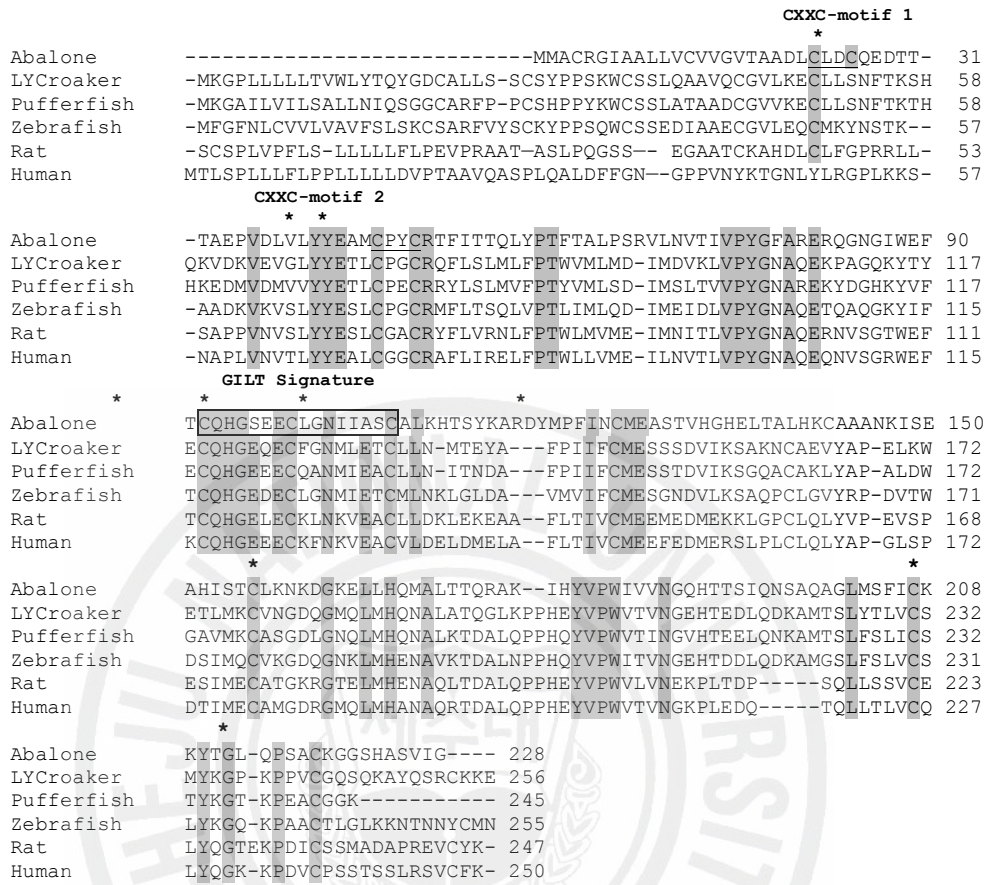 CXXC-motif 1
*
Abalone ---------------------------MMACRGIAALLVCVVGVTAADLCLDCQEDTT- 31
LYCroaker -MKGPLLLLLTVWLYTQYGDCALLS-SCSYPPSKWCSSLQAAVQCGVLKECLLSNFTKSH 58
Pufferfish -MKGAILVILSALLNIQSGGCARFP-PCSHPPYKWCSSLATAADCGVVKECLLSNFTKTH 58
Zebrafish -MFGFNLCVVLVAVFSLSKCSARFVYSCKYPPSQWCSSEDIAAECGVLEQCMKYNSTK-- 57
Rat -SCSPLVPFLS-LLLLLLFLPEVPRAAT—ASLPQGSS-- EGAATCKAHDLCLFGPRRLL- 53
Human MTLSPLLLFLPPLLLLLDVPTAAVQASPLQALDFFGN—-GPPVNYKTGNLYLRGPLKKS- 57
CXXC-motif 2
* *
Abalone -TAEPVDLVLYYEAMCPYCRTFITTQLYPTFTALPSRVLNVTIVPYGFARERQGNGIWEF 90
LYCroaker QKVDKVEVGLYYETLCPGCRQFLSLMLFPTWVMLMD-IMDVKLVPYGNAQEKPAGQKYTY 117
Pufferfish HKEDMVDMVVYYETLCPECRRYLSLMVFPTYVMLSD-IMSLTVVPYGNAREKYDGHKYVF 117
Zebrafish -AADKVKVSLYYESLCPGCRMFLTSQLVPTLIMLQD-IMEIDLVPYGNAQETQAQGKYIF 115
Rat -SAPPVNVSLYYESLCGACRYFLVRNLFPTWLMVME-IMNITLVPYGNAQERNVSGTWEF 111
Human -NAPLVNVTLYYEALCGGCRAFLIRELFPTWLLVME-ILNVTLVPYGNAQEQNVSGRWEF 115
GILT Signature
* * * *
Abalone TCQHGSEECLGNIIASCALKHTSYKARDYMPFINCMEASTVHGHELTALHKCAAANKISE 150
LYCroaker ECQHGEQECFGNMLETCLLN-MTEYA---FPIIFCMESSSDVIKSAKNCAEVYAP-ELKW 172
Pufferfish ECQHGEEECQANMIEACLLN-ITNDA---FPIIFCMESSTDVIKSGQACAKLYAP-ALDW 172
Zebrafish TCQHGEDECLGNMIETCMLNKLGLDA---VMVIFCMESGNDVLKSAQPCLGVYRP-DVTW 171
Rat TCQHGELECKLNKVEACLLDKLEKEAA--FLTIVCMEEMEDMEKKLGPCLQLYVP-EVSP 168
Human KCQHGEEECKFNKVEACVLDELDMELA--FLTIVCMEEFEDMERSLPLCLQLYAP-GLSP 172
* *
Abalone AHISTCLKNKDGKELLHQMALTTQRAK--IHYVPWIVVNGQHTTSIQNSAQAGLMSFICK 208
LYCroaker ETLMKCVNGDQGMQLMHQNALATQGLKPPHEYVPWVTVNGEHTEDLQDKAMTSLYTLVCS 232
Pufferfish GAVMKCASGDLGNQLMHQNALKTDALQPPHQYVPWVTINGVHTEELQNKAMTSLFSLICS 232
Zebrafish DSIMQCVKGDQGNKLMHENAVKTDALNPPHQYVPWITVNGEHTDDLQDKAMGSLFSLVCS 231
Rat ESIMECATGKRGTELMHENAQLTDALQPPHEYVPWVLVNEKPLTDP-----SQLLSSVCE 223
Human DTIMECAMGDRGMQLMHANAQRTDALQPPHEYVPWVTVNGKPLEDQ-----TQLLTLVCQ 227
*
Abalone KYTGL-QPSACKGGSHASVIG---- 228
LYCroaker MYKGP-KPPVCGQSQKAYQSRCKKE 256
Pufferfish TYKGT-KPEACGGK----------- 245
Zebrafish LYKGQ-KPAACTLGLKKNTNNYCMN 255
Rat LYQGTEKPDICSSMADAPREVCYK- 247
Human LYQGK-KPDVCPSSTSSLRSVCFK- 250